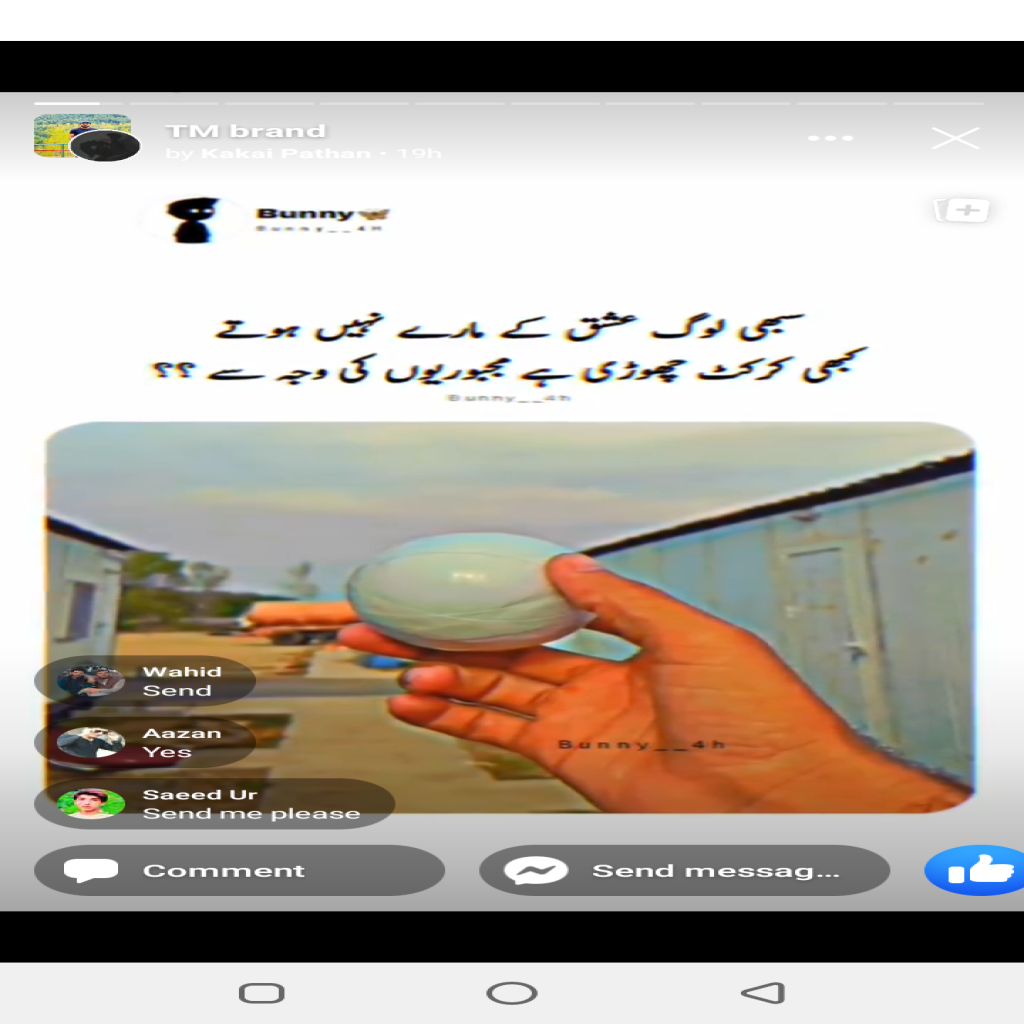 TM brand
by Kakai Pathan · 19h
Bunny
Bunny__4H
سبھی لوگ عشق کے مارے نہیں ہوتے
کبھی کرکٹ چھوڑی ہے مجبوریوں کی وجہ سے ؟؟
Bunny__4h
Bunny__4h
Wahid
Send
Aazan
Yes
Saeed Ur
Send me please
Comment
Send messag...